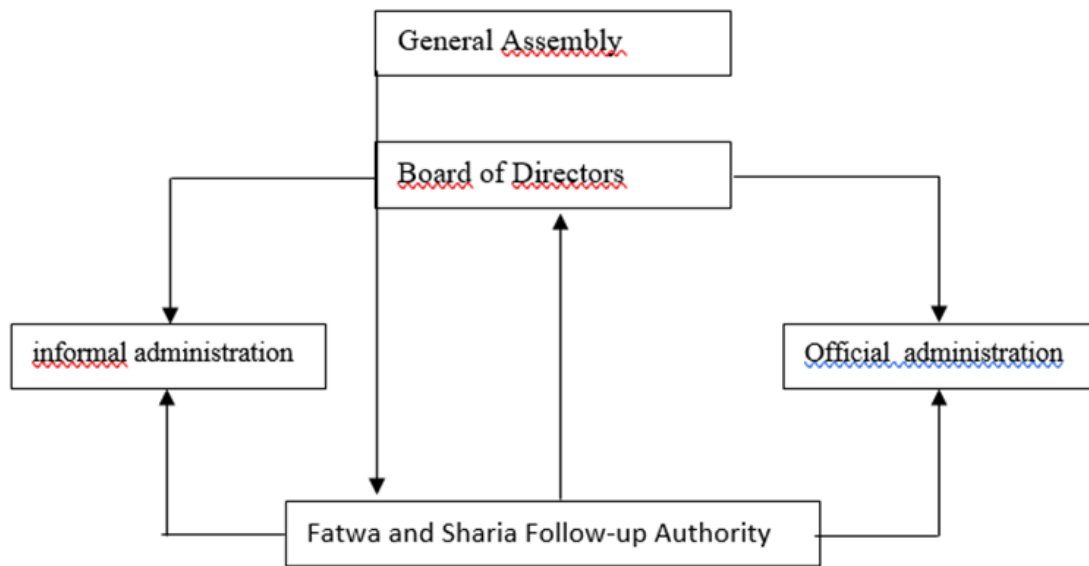 General Assembly
Board of Directors
informal administration
Official administration
Fatwa and Sharia Follow-up Authority